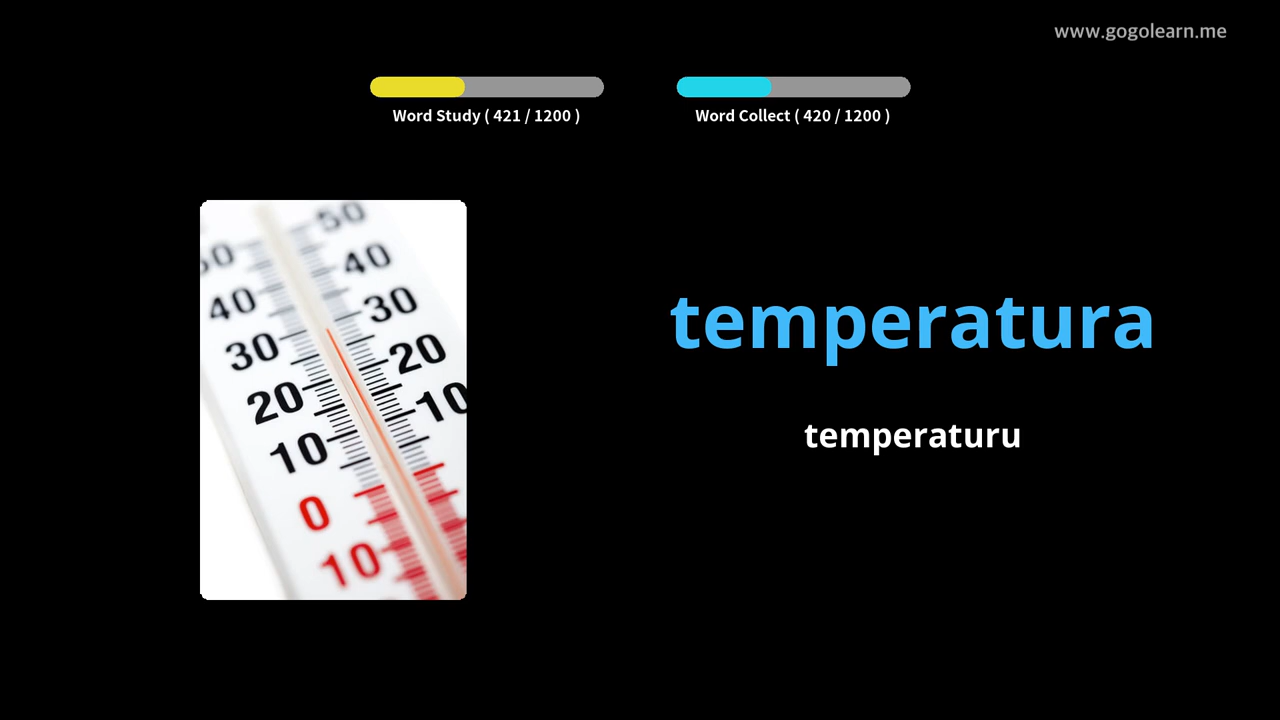 www.gogolearn.me
Word Study ( 421 / 1200 )
Word Collect ( 420 / 1200 )
50
40
30
20
10
50
40
30
20
10
0
10
temperatura
temperaturu